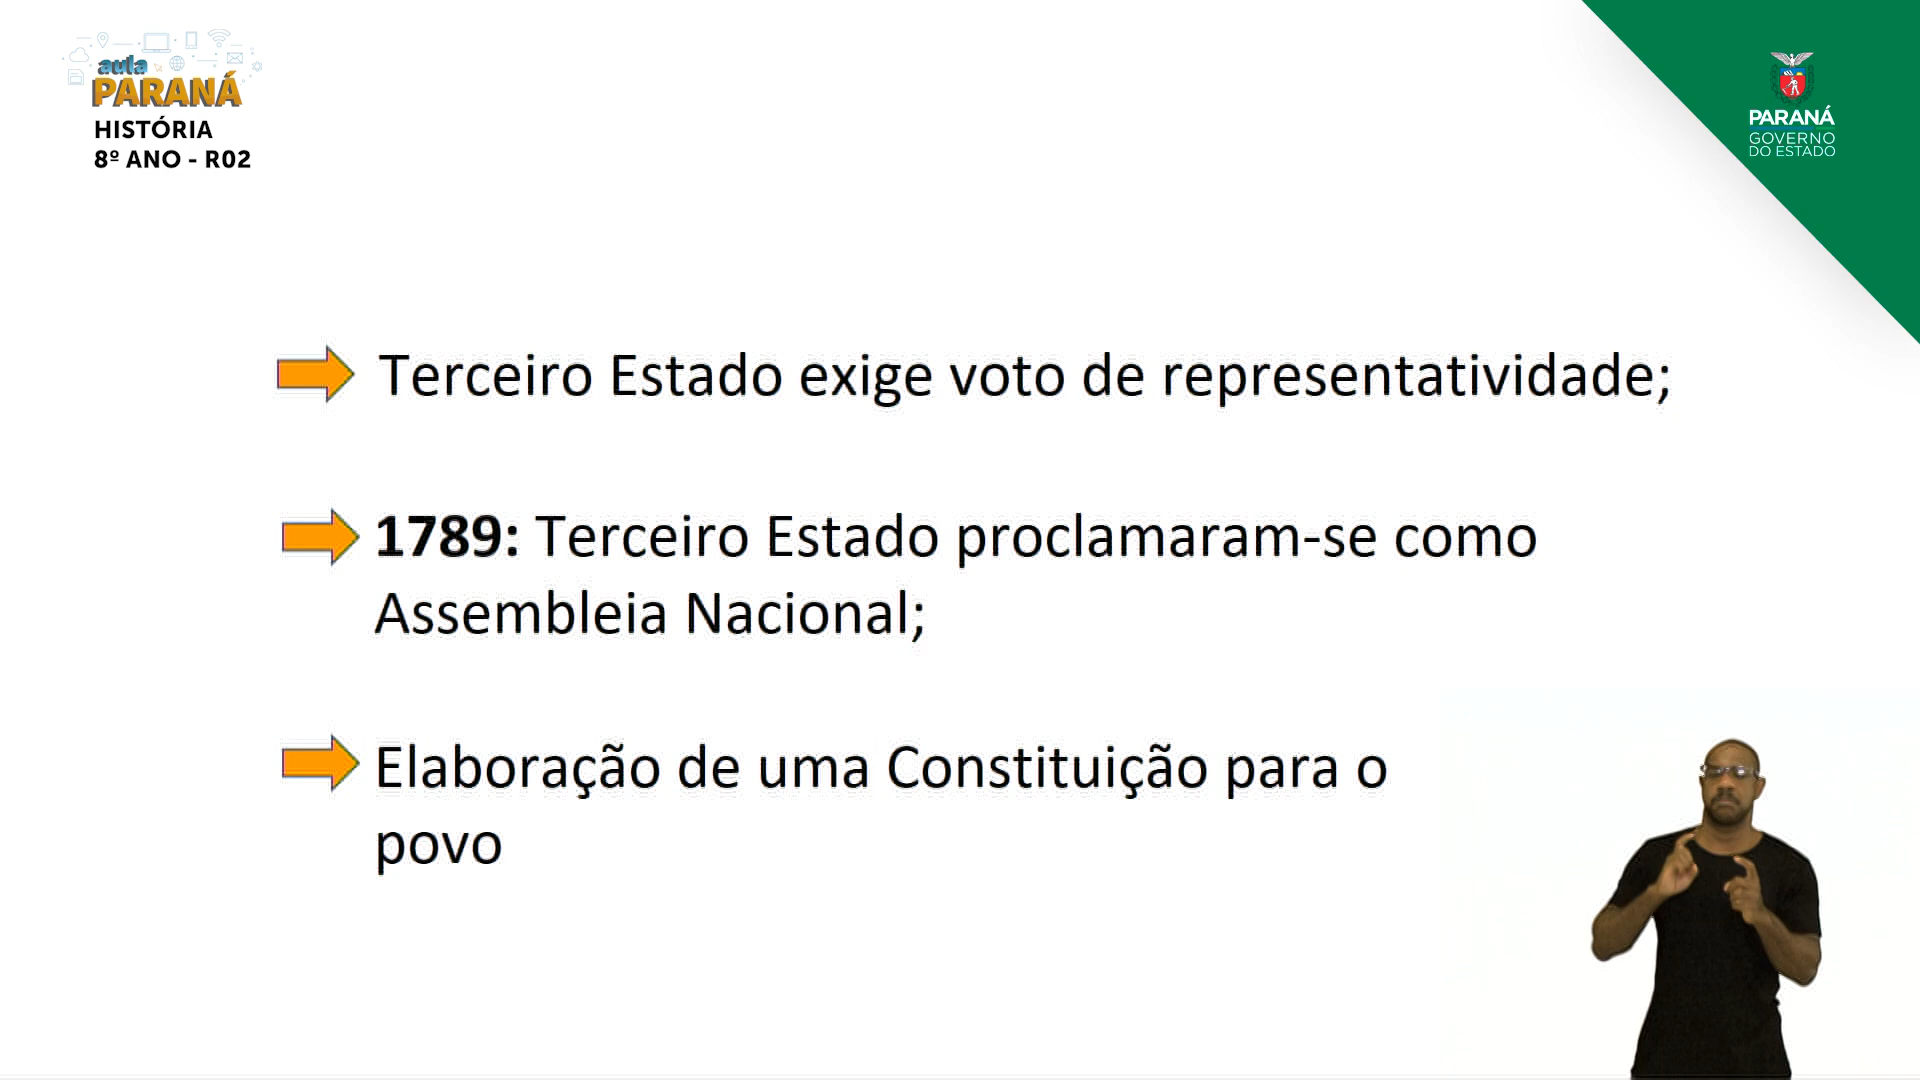 aula
PARANÁ
HISTÓRIA
8º ANO - R02
PARANÁ
GOVERNO
DO ESTADO
Terceiro Estado exige voto de representatividade;
1789: Terceiro Estado proclamaram-se como
Assembleia Nacional;
Elaboração de uma Constituição para o
povo